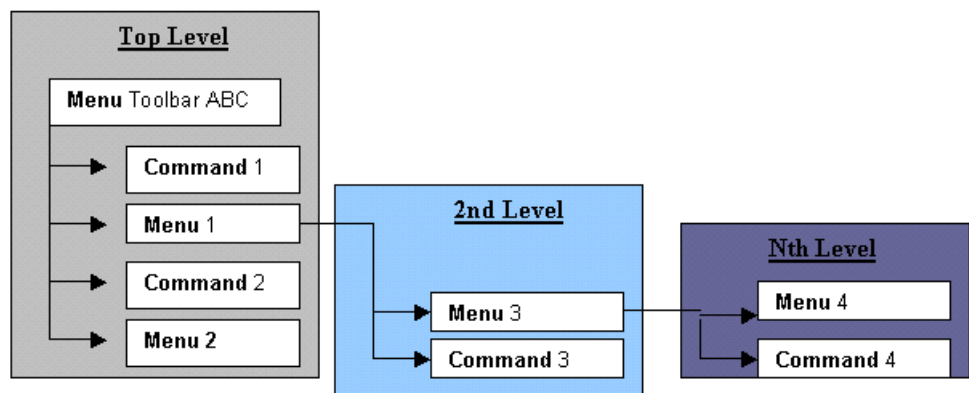 Top Level
Menu Toolbar ABC
Command 1
Menu 1
Command 2
Menu 2
2nd Level
Menu 3
Command 3
Nth Level
Menu 4
Command 4